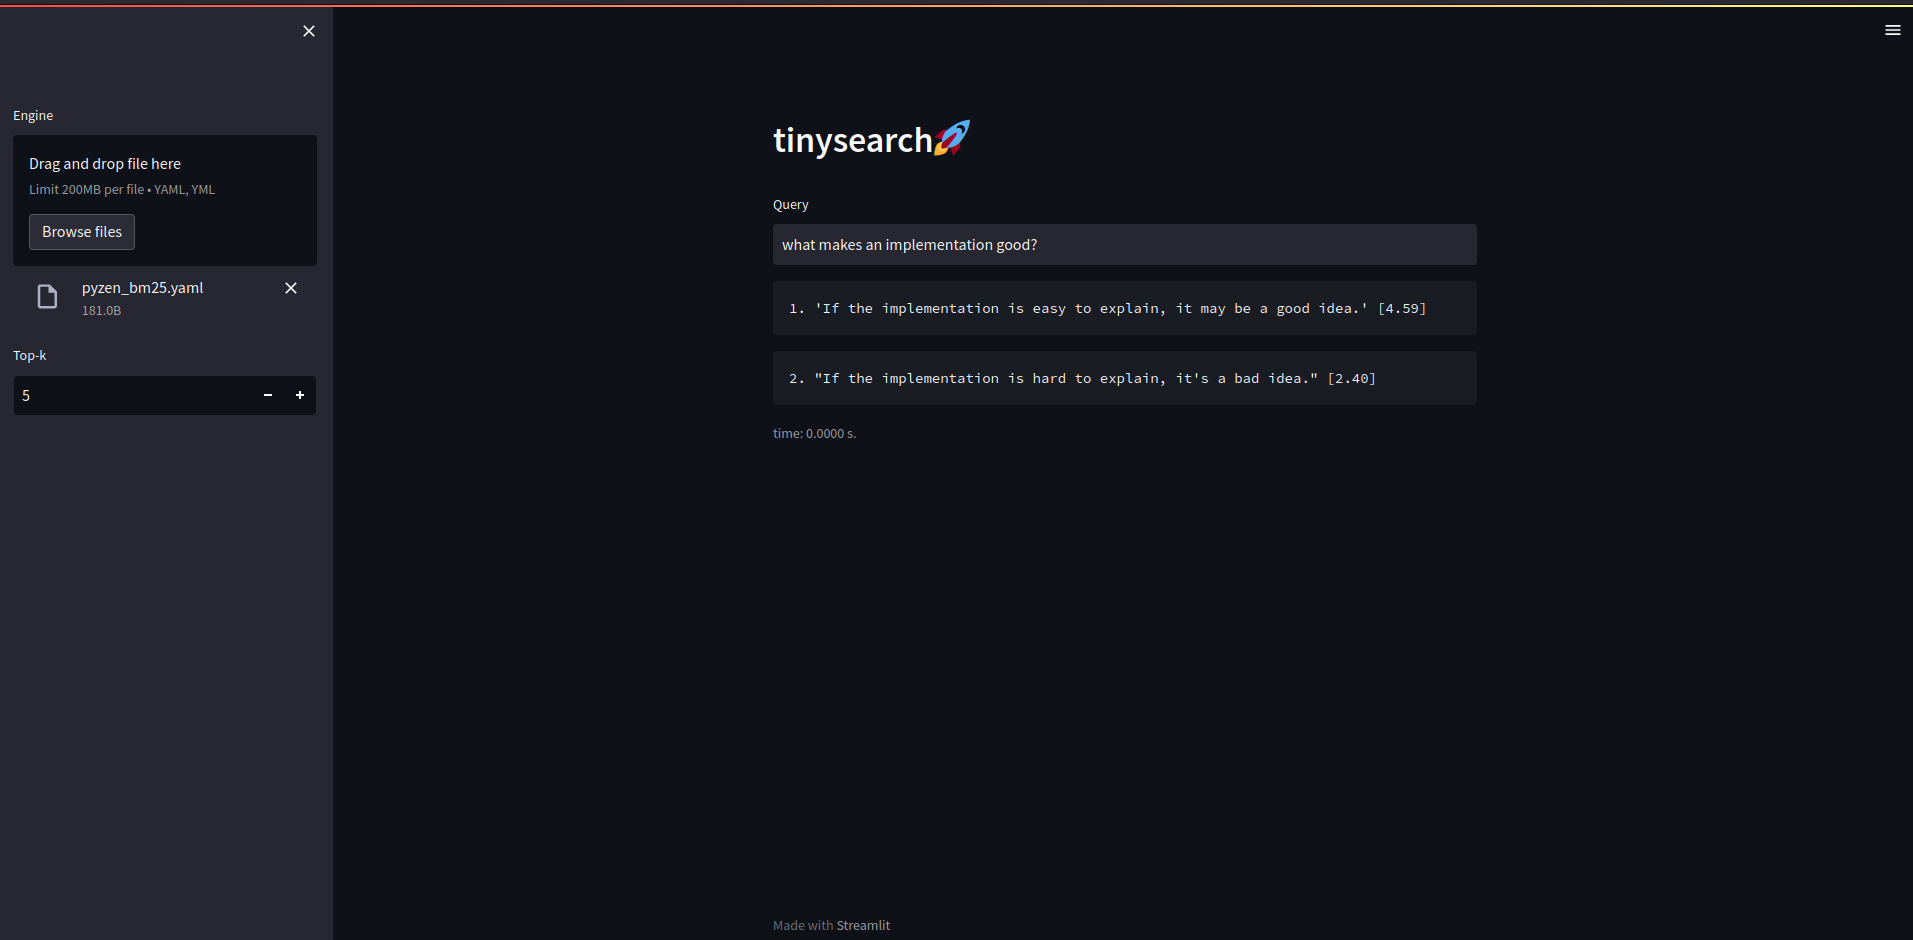 Engine
Drag and drop file here
Limit 200MB per file • YAML, YML
Browse files
pyzen_bm25.yaml
181.0B
Top-k
5
tinysearch🚀
Query
what makes an implementation good?
1. 'If the implementation is easy to explain, it may be a good idea.' [4.59]
2. "If the implementation is hard to explain, it's a bad idea." [2.40]
time: 0.0000 s.
Made with Streamlit